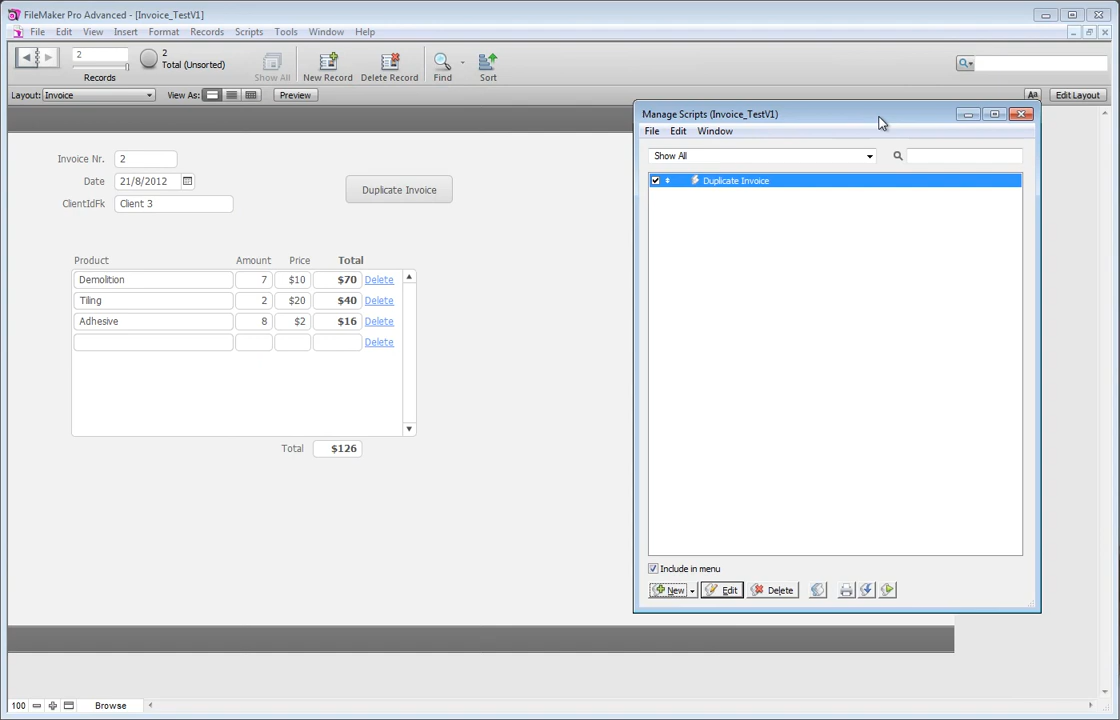 FileMaker Pro Advanced - [Invoice_TestV1]
File Edit View Insert Format Records Scripts Tools Window Help
2
2
Total (Unsorted)
Records
Show All New Record Delete Record Find Sort
Layout: Invoice View As: Preview Aa Edit Layout
Invoice Nr. 2
Date 21/8/2012
ClientIdFk Client 3
Duplicate Invoice
Product Amount Price Total
Demolition 7 $10 $70 Delete
Tiling 2 $20 $40 Delete
Adhesive 8 $2 $16 Delete
Delete
Total $126
100 Browse
Manage Scripts (Invoice_TestV1)
File Edit Window
Show All
Duplicate Invoice
Include in menu
New Edit Delete